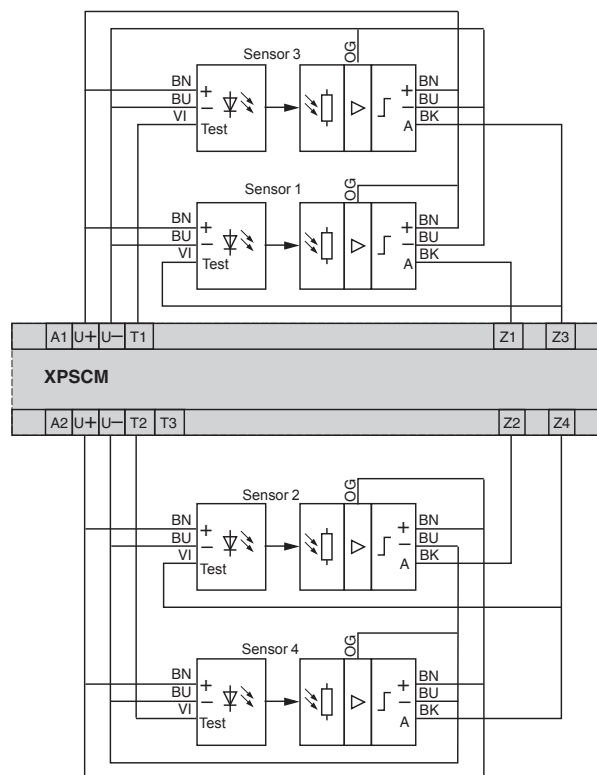 Sensor 3
OG
BN
BU
VI
+
−
Test
+
−
A
BN
BU
BK
Sensor 1
OG
BN
BU
VI
+
−
Test
+
−
A
BN
BU
BK
A1 U+ U− T1 Z1 Z3
XPSCM
A2 U+ U− T2 T3 Z2 Z4
Sensor 2
OG
BN
BU
VI
+
−
Test
+
−
A
BN
BU
BK
Sensor 4
OG
BN
BU
VI
+
−
Test
+
−
A
BN
BU
BK